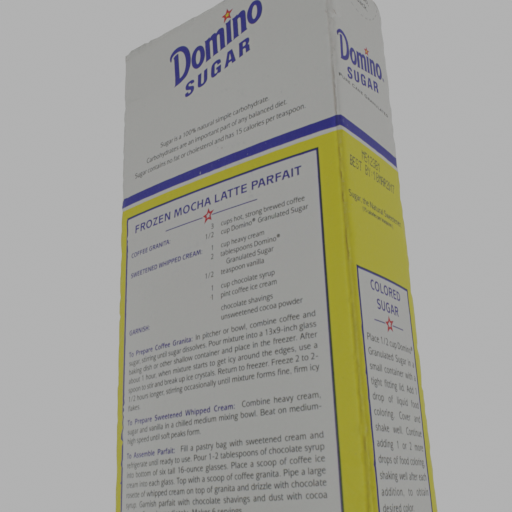 Domino
SUGAR
Sugar is a 100% natural simple carbohydrate.
Carbohydrates are an important part of any balanced diet.
Sugar contains no fat or cholesterol and has 15 calories per teaspoon.
FROZEN MOCHA LATTE PARFAIT
COFFEE GRANITA:
3 cups hot, strong brewed coffee
1/2 cup Domino® Granulated Sugar
SWEETENED WHIPPED CREAM:
1 cup heavy cream
2 tablespoons Domino®
Granulated Sugar
1/2 teaspoon vanilla
1 cup chocolate syrup
1 pint coffee ice cream
GARNISH:
chocolate shavings
unsweetened cocoa powder
To Prepare Coffee Granita: In pitcher or bowl, combine coffee and
sugar, stirring until sugar dissolves. Pour mixture into a 13x9-inch glass
baking dish or other shallow container and place in the freezer. After
about 1 hour, when mixture starts to get icy around the edges, use a
spoon to stir and break up ice crystals. Return to freezer. Freeze 2 to 2-
1/2 hours longer, stirring occasionally until mixture forms fine, firm icy
flakes.
To Prepare Sweetened Whipped Cream: Combine heavy cream,
sugar and vanilla in a chilled medium mixing bowl. Beat on medium-
high speed until soft peaks form.
To Assemble Parfait: Fill a pastry bag with sweetened cream and
refrigerate until ready to use. Pour 1-2 tablespoons of chocolate syrup
into bottom of six tall 16-ounce glasses. Place a scoop of coffee ice
cream into each glass. Top with a scoop of coffee granita. Pipe a large
rosette of whipped cream on top of granita and drizzle with chocolate
syrup. Garnish parfait with chocolate shavings and dust with cocoa
Makes 6 servings
Domino
SUGAR
BEST BY
Sugar, the Natural Sweetener
COLORED
SUGAR
Place 1/2 cup Domino®
Granulated Sugar in a
small container with a
tight fitting lid. Add 1
drop of liquid food
coloring. Cover and
shake well. Continue
adding 1 or 2 more
drops of food coloring,
shaking well after each
addition, to attain
desired color.